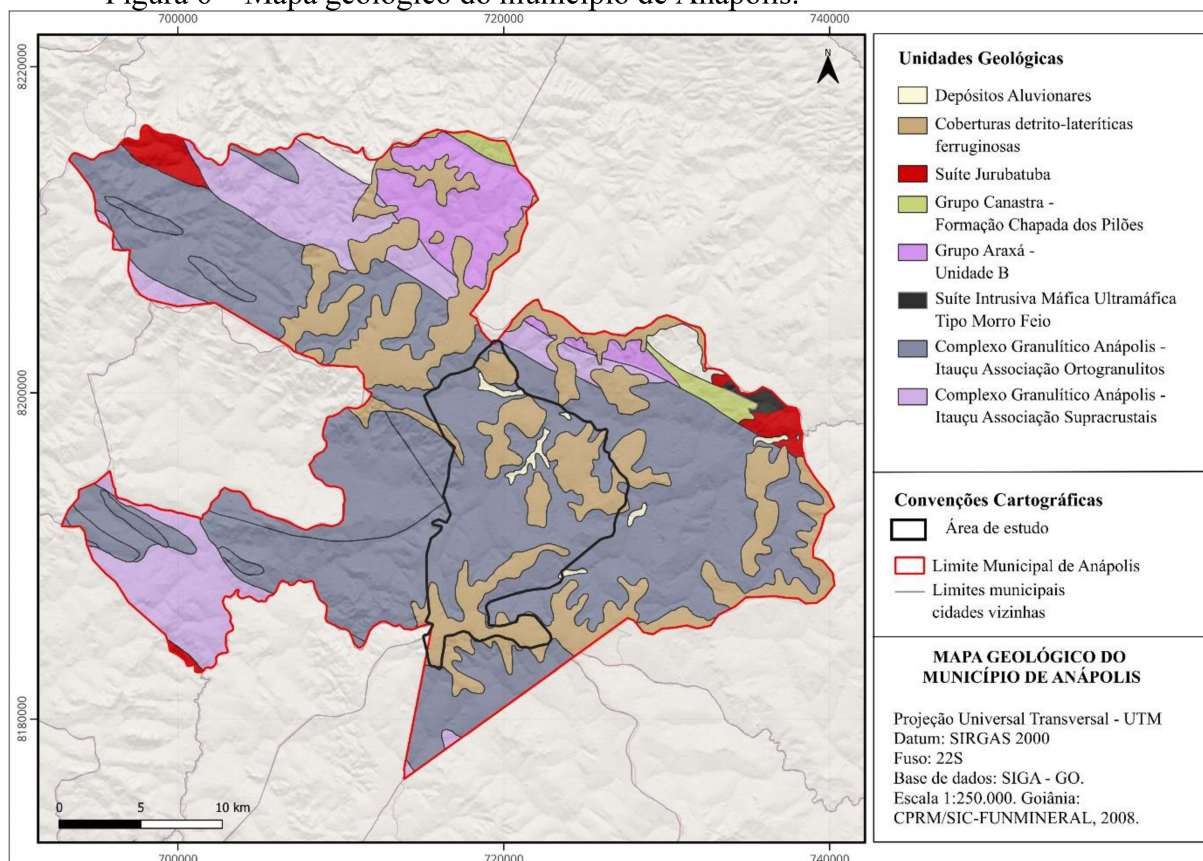 Figura 6 – Mapa geológico do município de Anápolis.
700000
720000
740000
8220000
8200000
8180000
N
0
5
10 km
700000
720000
740000
Unidades Geológicas
Depósitos Aluvionares
Coberturas detrito-lateríticas
ferruginosas
Suíte Jurubatuba
Grupo Canastra -
Formação Chapada dos Pilões
Grupo Araxá -
Unidade B
Suíte Intrusiva Máfica Ultramáfica
Tipo Morro Feio
Complexo Granulítico Anápolis -
Itauçu Associação Ortogranulitos
Complexo Granulítico Anápolis -
Itauçu Associação Supracrustais
Convenções Cartográficas
Área de estudo
Limite Municipal de Anápolis
Limites municipais
cidades vizinhas
MAPA GEOLÓGICO DO
MUNICÍPIO DE ANÁPOLIS
Projeção Universal Transversal - UTM
Datum: SIRGAS 2000
Fuso: 22S
Base de dados: SIGA - GO.
Escala 1:250.000. Goiânia:
CPRM/SIC-FUNMINERAL, 2008.